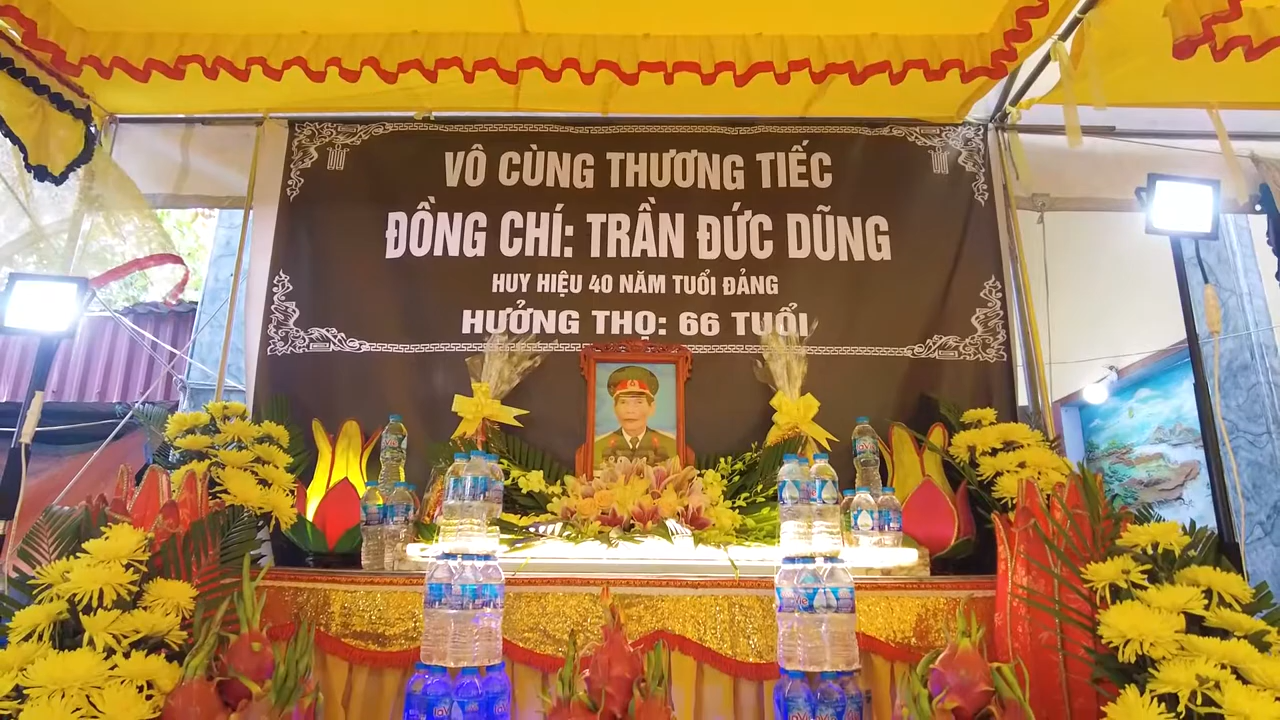 VÔ CÙNG THƯƠNG TIẾC
ĐỒNG CHÍ: TRẦN ĐỨC DŨNG
HUY HIỆU 40 NĂM TUỔI ĐẢNG
HƯỞNG THỌ: 66 TUỔI